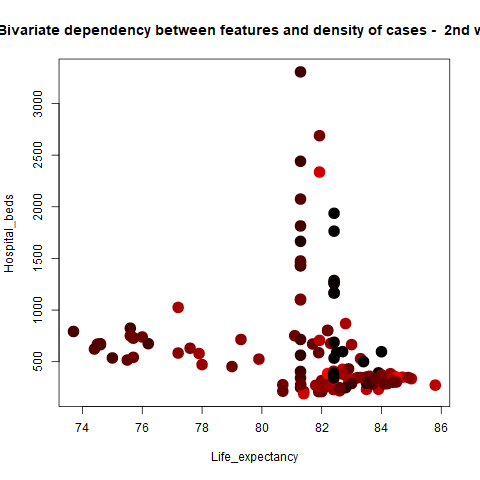 Bivariate dependency between features and density of cases - 2nd w
3000
2500
2000
1500
1000
500
Hospital_beds
74 76 78 80 82 84 86
Life_expectancy